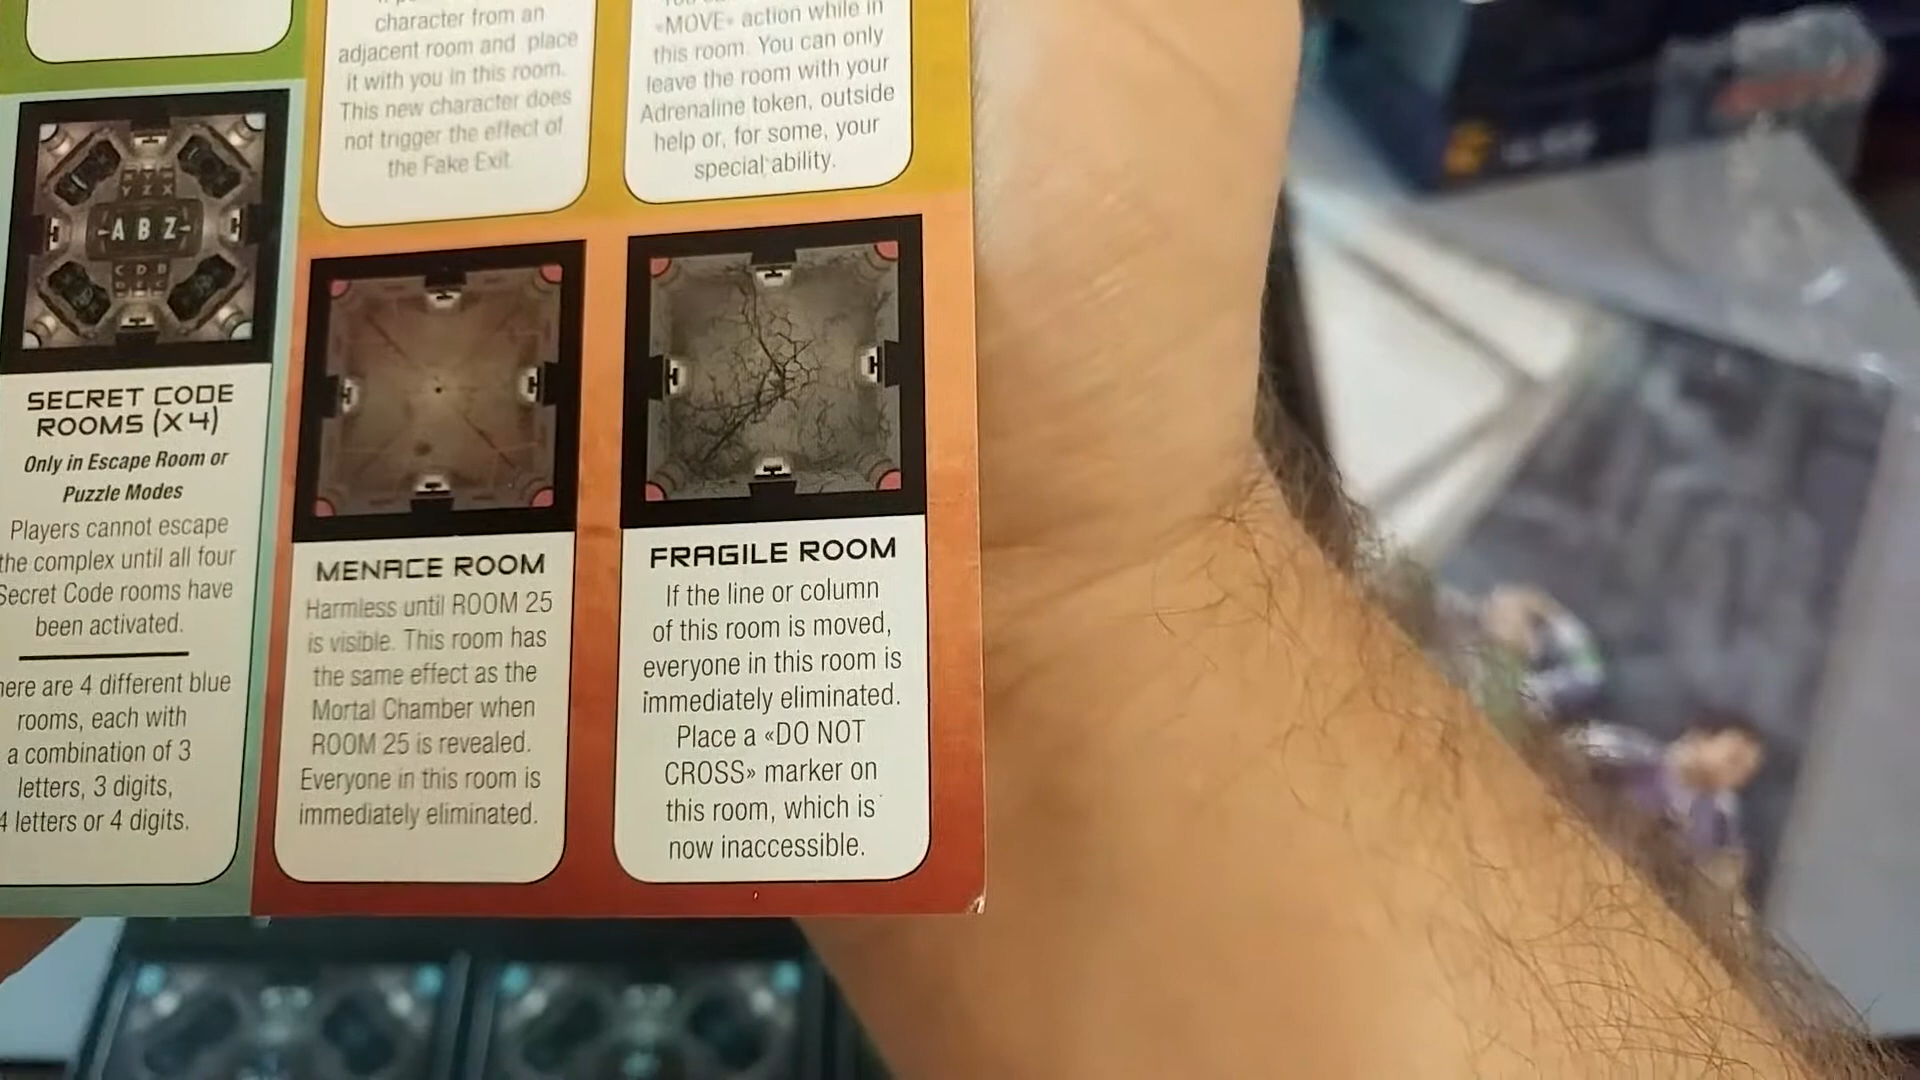 character from an
adjacent room and place
it with you in this room.
This new character does
not trigger the effect of
the Fake Exit.
«MOVE» action while in
this room. You can only
leave the room with your
Adrenaline token, outside
help or, for some, your
special ability.
-A B Z-
SECRET CODE
ROOMS (X4)
Only in Escape Room or
Puzzle Modes
Players cannot escape
the complex until all four
Secret Code rooms have
been activated.
here are 4 different blue
rooms, each with
a combination of 3
letters, 3 digits,
4 letters or 4 digits.
MENACE ROOM
Harmless until ROOM 25
is visible. This room has
the same effect as the
Mortal Chamber when
ROOM 25 is revealed.
Everyone in this room is
immediately eliminated.
FRAGILE ROOM
If the line or column
of this room is moved,
everyone in this room is
immediately eliminated.
Place a «DO NOT
CROSS» marker on
this room, which is
now inaccessible.